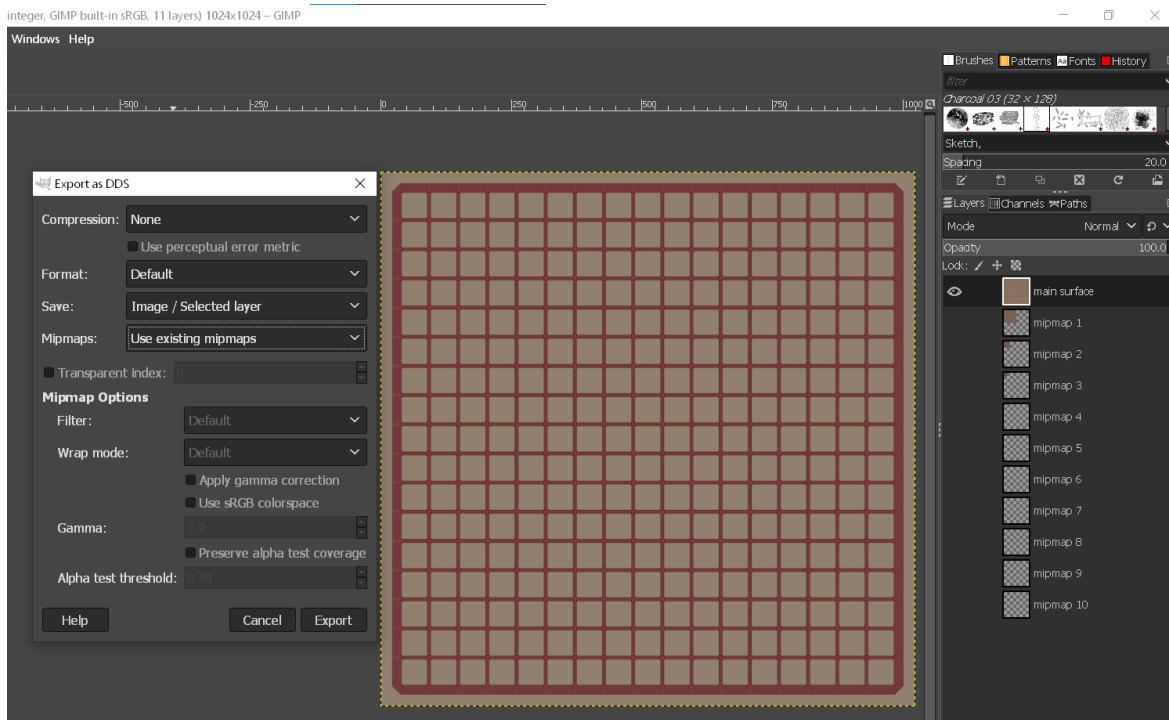 integer, GIMP built-in sRGB, 11 layers) 1024x1024 – GIMP
Windows Help
Brushes Patterns Aa Fonts History
filter
-500 -250 0 250 500 750 1000
Charcoal 03 (32 × 128)
Sketch,
Spacing 20.0
Export as DDS
Layers Channels Paths
Compression: None
Mode Normal
Use perceptual error metric
Opacity 100.0
Lock:
Format: Default
main surface
Save: Image / Selected layer
mipmap 1
Mipmaps: Use existing mipmaps
mipmap 2
Transparent index: 0
mipmap 3
Mipmap Options
Filter: Default
mipmap 4
Wrap mode: Default
mipmap 5
Apply gamma correction
mipmap 6
Use sRGB colorspace
mipmap 7
Gamma: 2.2
mipmap 8
Preserve alpha test coverage
mipmap 9
Alpha test threshold: 0.50
mipmap 10
Help Cancel Export